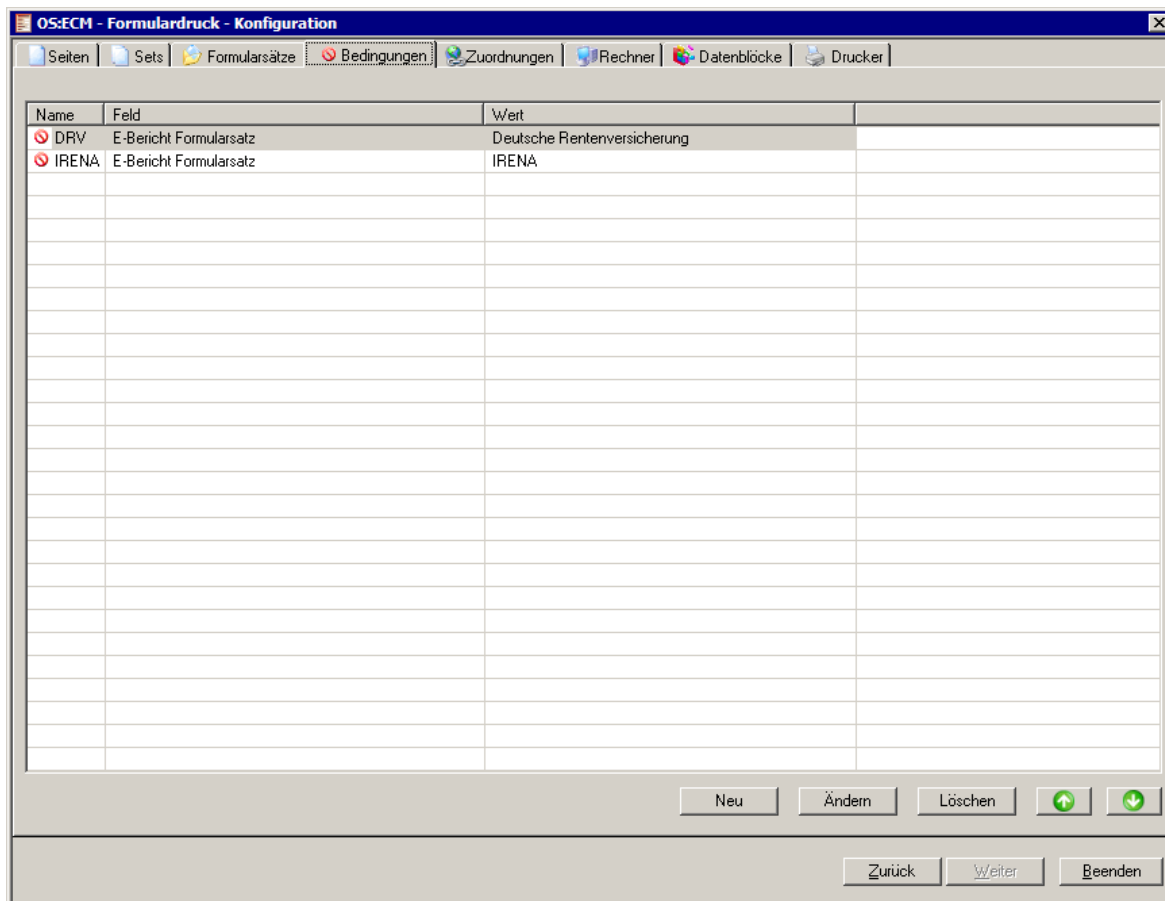 OS:ECM - Formulardruck - Konfiguration
Seiten Sets Formularsätze Bedingungen Zuordnungen Rechner Datenblöcke Drucker
Name Feld Wert
DRV E-Bericht Formularsatz Deutsche Rentenversicherung
IRENA E-Bericht Formularsatz IRENA
Neu Ändern Löschen
Zurück Weiter Beenden